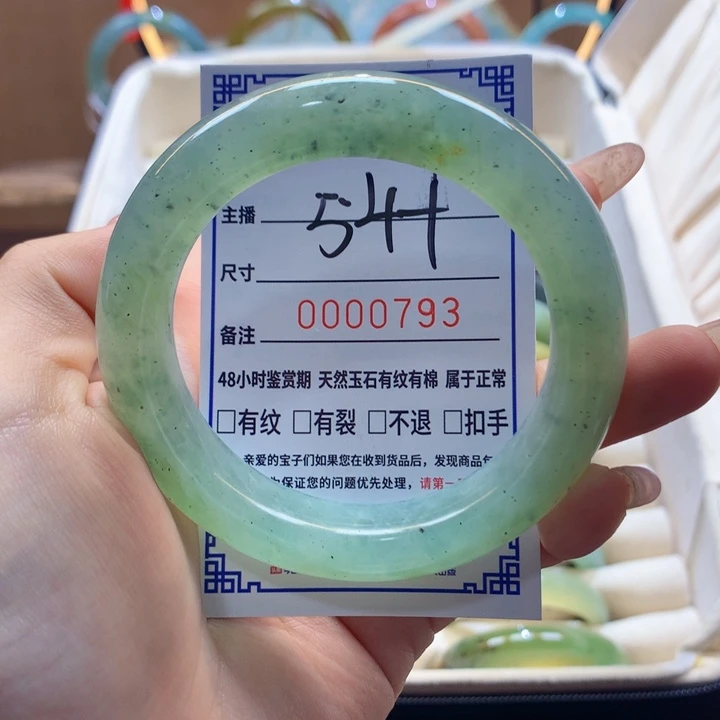 主播 544
尺寸
备注 0000793
48小时鉴赏期 天然玉石有纹有棉 属于正常
□有纹 □有裂 □不退 □扣手
亲爱的宝子们如果您在收到货品后，发现商品
保证您的问题优先处理，请第一